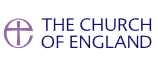 THE CHURCH
OF ENGLAND